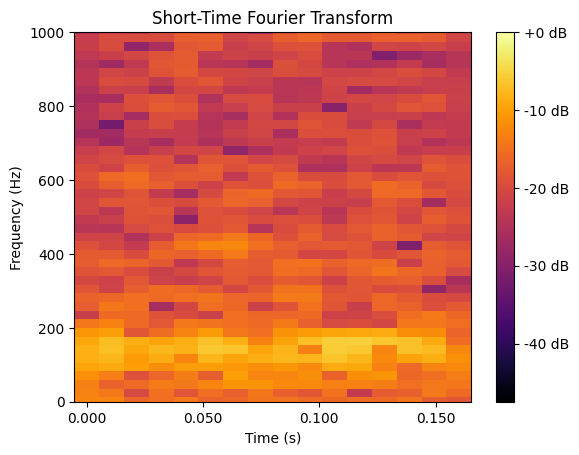 Short-Time Fourier Transform
1000
800
600
400
200
0
Frequency (Hz)
0.000
0.050
0.100
0.150
Time (s)
+0 dB
-10 dB
-20 dB
-30 dB
-40 dB